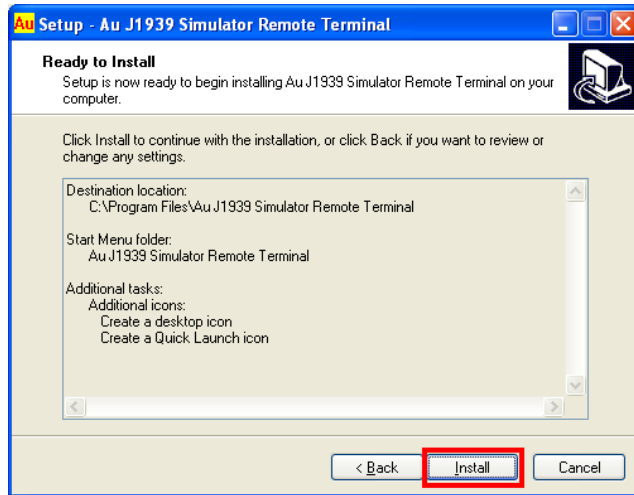 Au Setup - Au J1939 Simulator Remote Terminal
Ready to Install
Setup is now ready to begin installing Au J1939 Simulator Remote Terminal on your
computer.
Click Install to continue with the installation, or click Back if you want to review or
change any settings.
Destination location:
C:\Program Files\Au J1939 Simulator Remote Terminal
Start Menu folder:
Au J1939 Simulator Remote Terminal
Additional tasks:
Additional icons:
Create a desktop icon
Create a Quick Launch icon
< Back Install Cancel